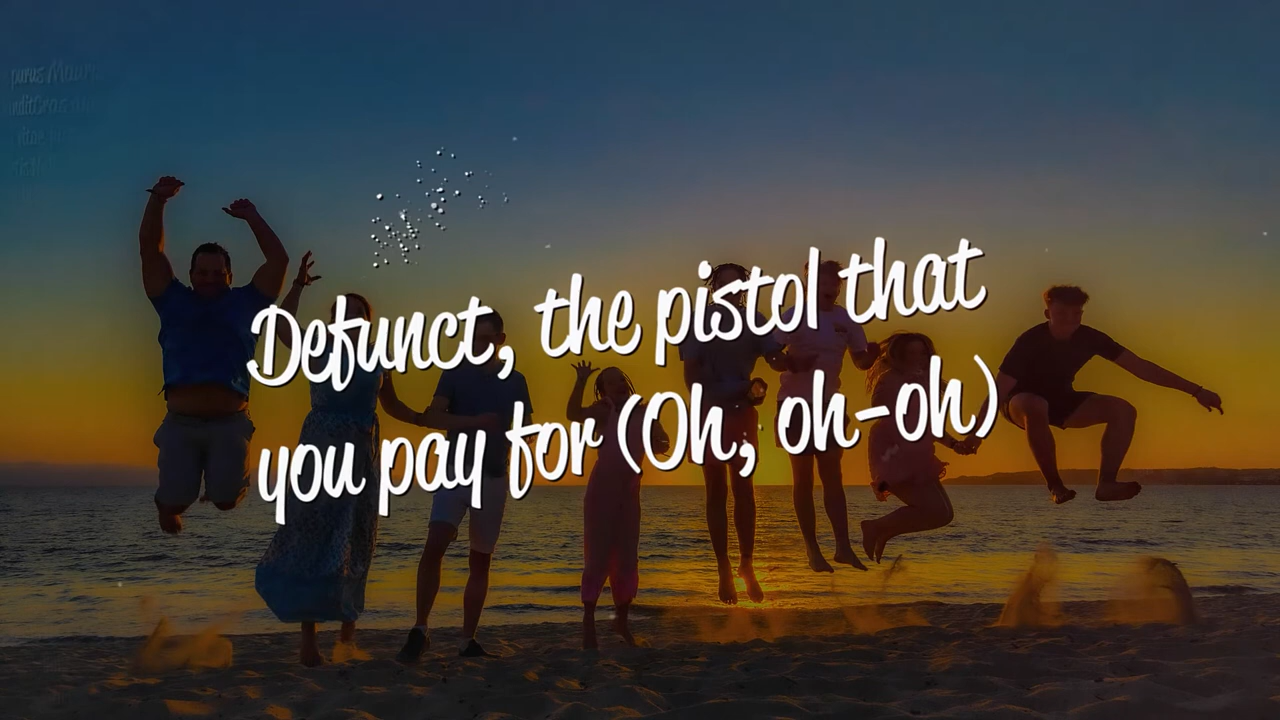 Defunct, the pistol that
you pay for (Oh, oh-oh)